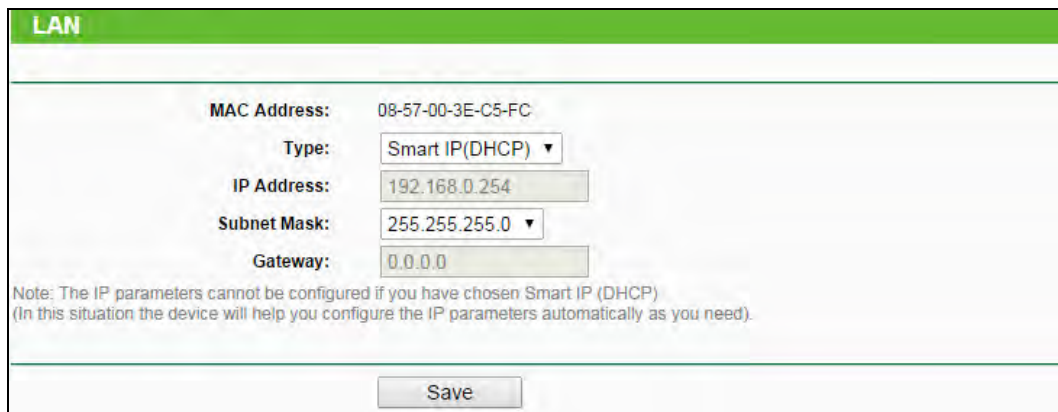 LAN
MAC Address: 08-57-00-3E-C5-FC
Type: Smart IP(DHCP)
IP Address: 192.168.0.254
Subnet Mask: 255.255.255.0
Gateway: 0.0.0.0
Note: The IP parameters cannot be configured if you have chosen Smart IP (DHCP)
(In this situation the device will help you configure the IP parameters automatically as you need).
Save